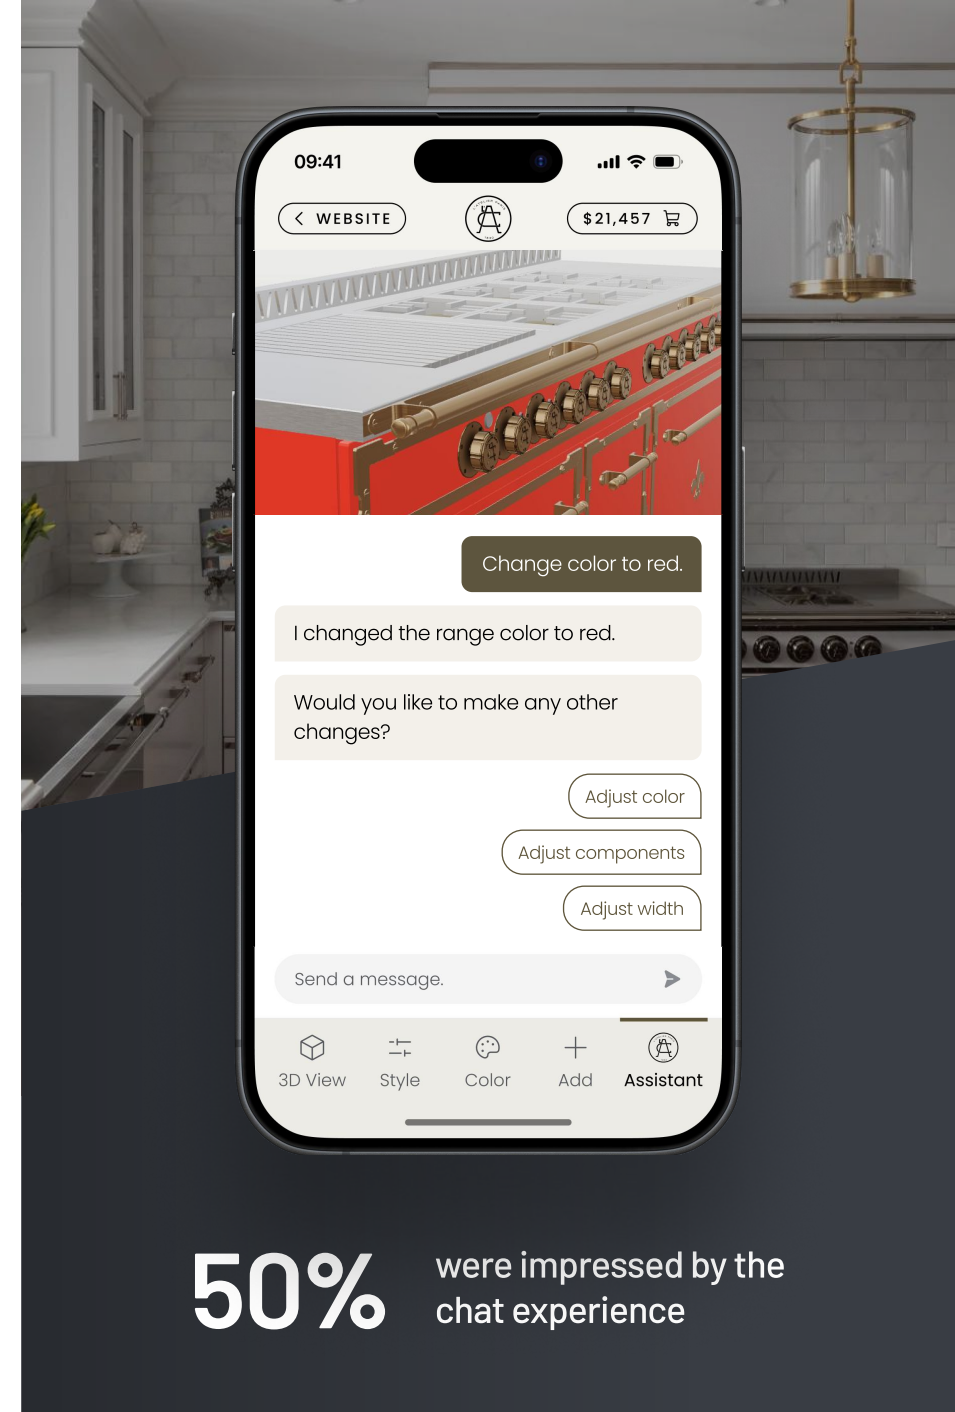 09:41
WEBSITE
$21,457
Change color to red.
I changed the range color to red.
Would you like to make any other
changes?
Adjust color
Adjust components
Adjust width
Send a message.
3D View
Style
Color
Add
Assistant
50%
were impressed by the
chat experience